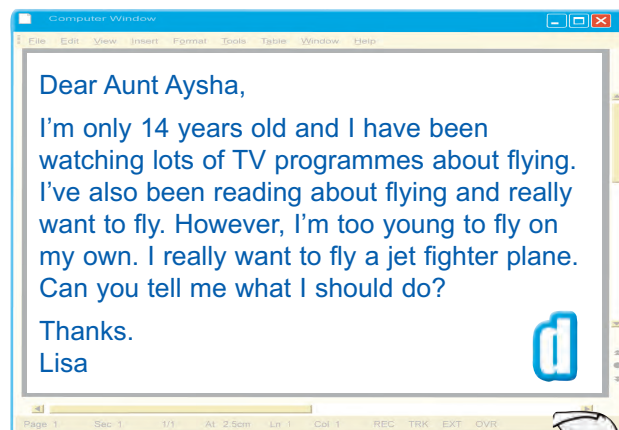 Computer Window
File Edit View Insert Format Tools Table Window Help
Dear Aunt Aysha,
I'm only 14 years old and I have been
watching lots of TV programmes about flying.
I've also been reading about flying and really
want to fly. However, I'm too young to fly on
my own. I really want to fly a jet fighter plane.
Can you tell me what I should do?
Thanks.
Lisa
d
Page 1 Sec 1 1/1 At 2.5cm Ln 1 Col 1 REC TRK EXT OVR